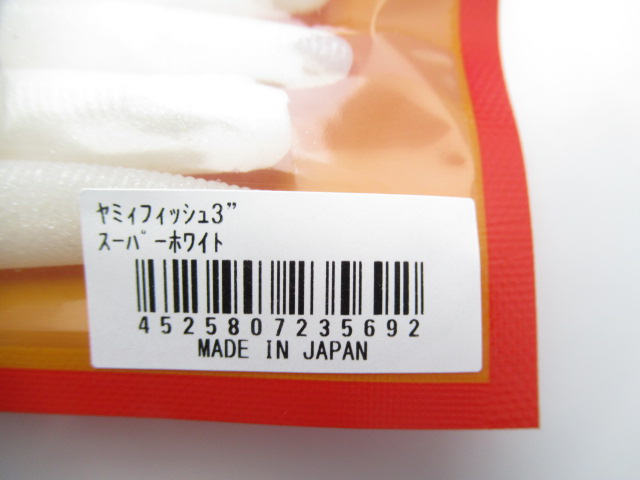 ﾔﾐｨﾌｨｯｼｭ3”
ｽｰﾊﾟｰﾎﾜｲﾄ
4525807235692
MADE IN JAPAN